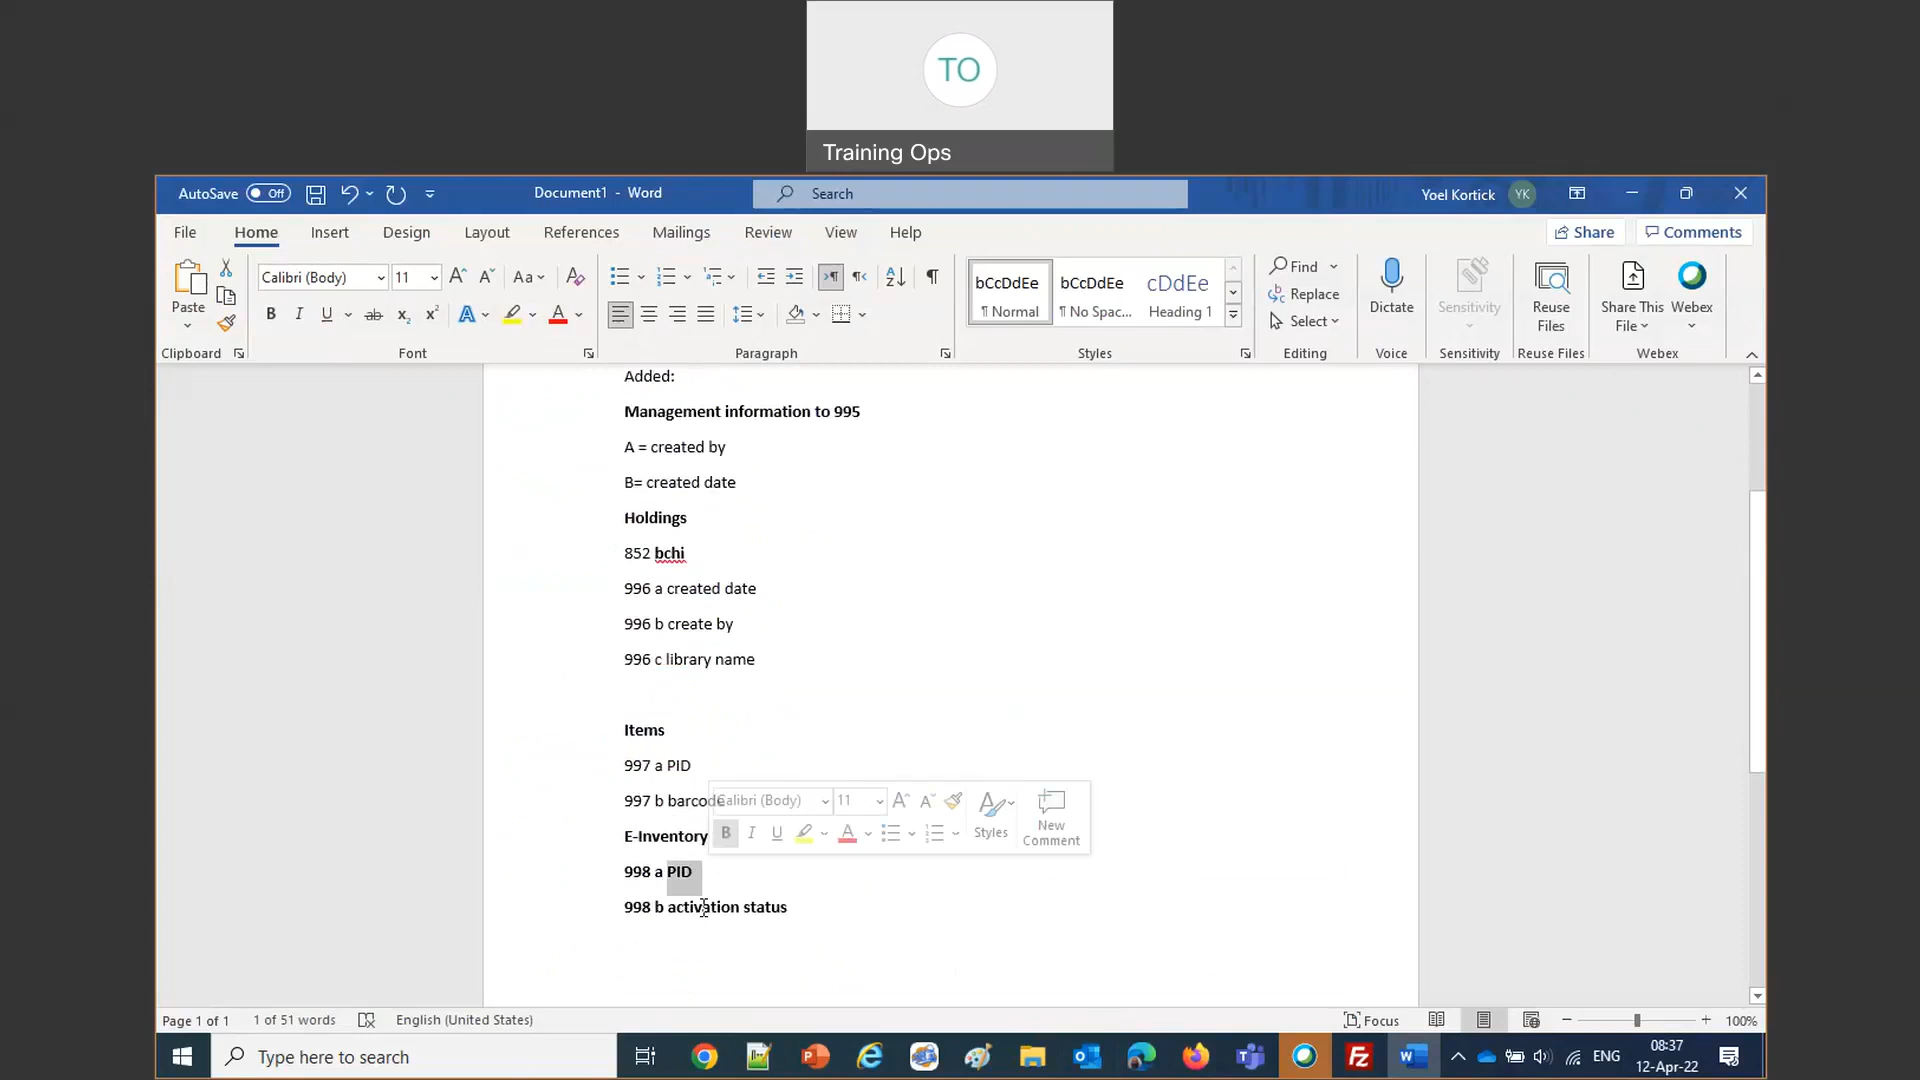 TO
Training Ops
AutoSave Off Document1 - Word Search Yoel Kortick YK
File Home Insert Design Layout References Mailings Review View Help Share Comments
Paste Calibri (Body) 11 Aa bCcDdEe bCcDdEe cDdEe Find Dictate Sensitivity Reuse Files Share This File Webex
Replace
¶ Normal ¶ No Spac... Heading 1 Select
Clipboard Font Paragraph Styles Editing Voice Sensitivity Reuse Files Webex
Added:
Management information to 995
A = created by
B= created date
Holdings
852 bchi
996 a created date
996 b create by
996 c library name
Items
997 a PID
997 b barcode
Calibri (Body) 11
Styles New Comment
E-Inventory
998 a PID
998 b activation status
Page 1 of 1 1 of 51 words English (United States) Focus 100%
Type here to search ENG 08:37
12-Apr-22